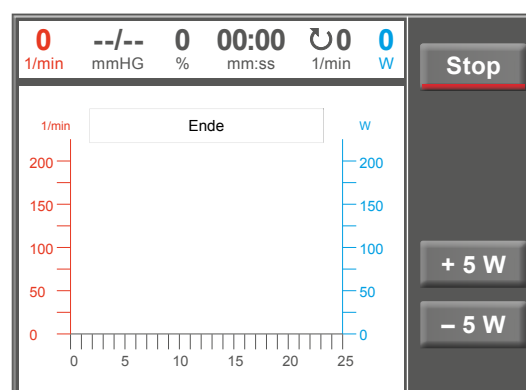 0 --/-- 0 00:00 ↻0 0
1/min mmHG % mm:ss 1/min W
Stop
1/min Ende W
200 200
150 150
100 100
50 50
0 0
0 5 10 15 20 25
+ 5 W
– 5 W